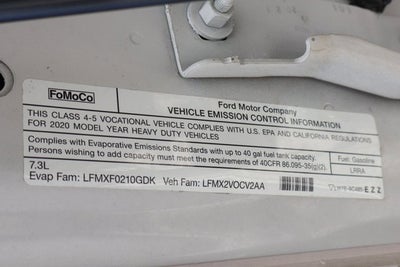 FoMoCo
Ford Motor Company
VEHICLE EMISSION CONTROL INFORMATION
THIS CLASS 4-5 VOCATIONAL VEHICLE COMPLIES WITH U.S. EPA AND CALIFORNIA REGULATIONS
FOR 2020 MODEL YEAR HEAVY DUTY VEHICLES
Complies with Evaporative Emissions Standards with up to 40 gal fuel tank capacity.
Persons wishing to add capacity must meet the requirements of 40CFR 86.095-35(g)(2).
Fuel: Gasoline
LRRA
7.3L
Evap Fam: LFMXF0210GDK Veh Fam: LFMX2VOCV2AA
EZZ